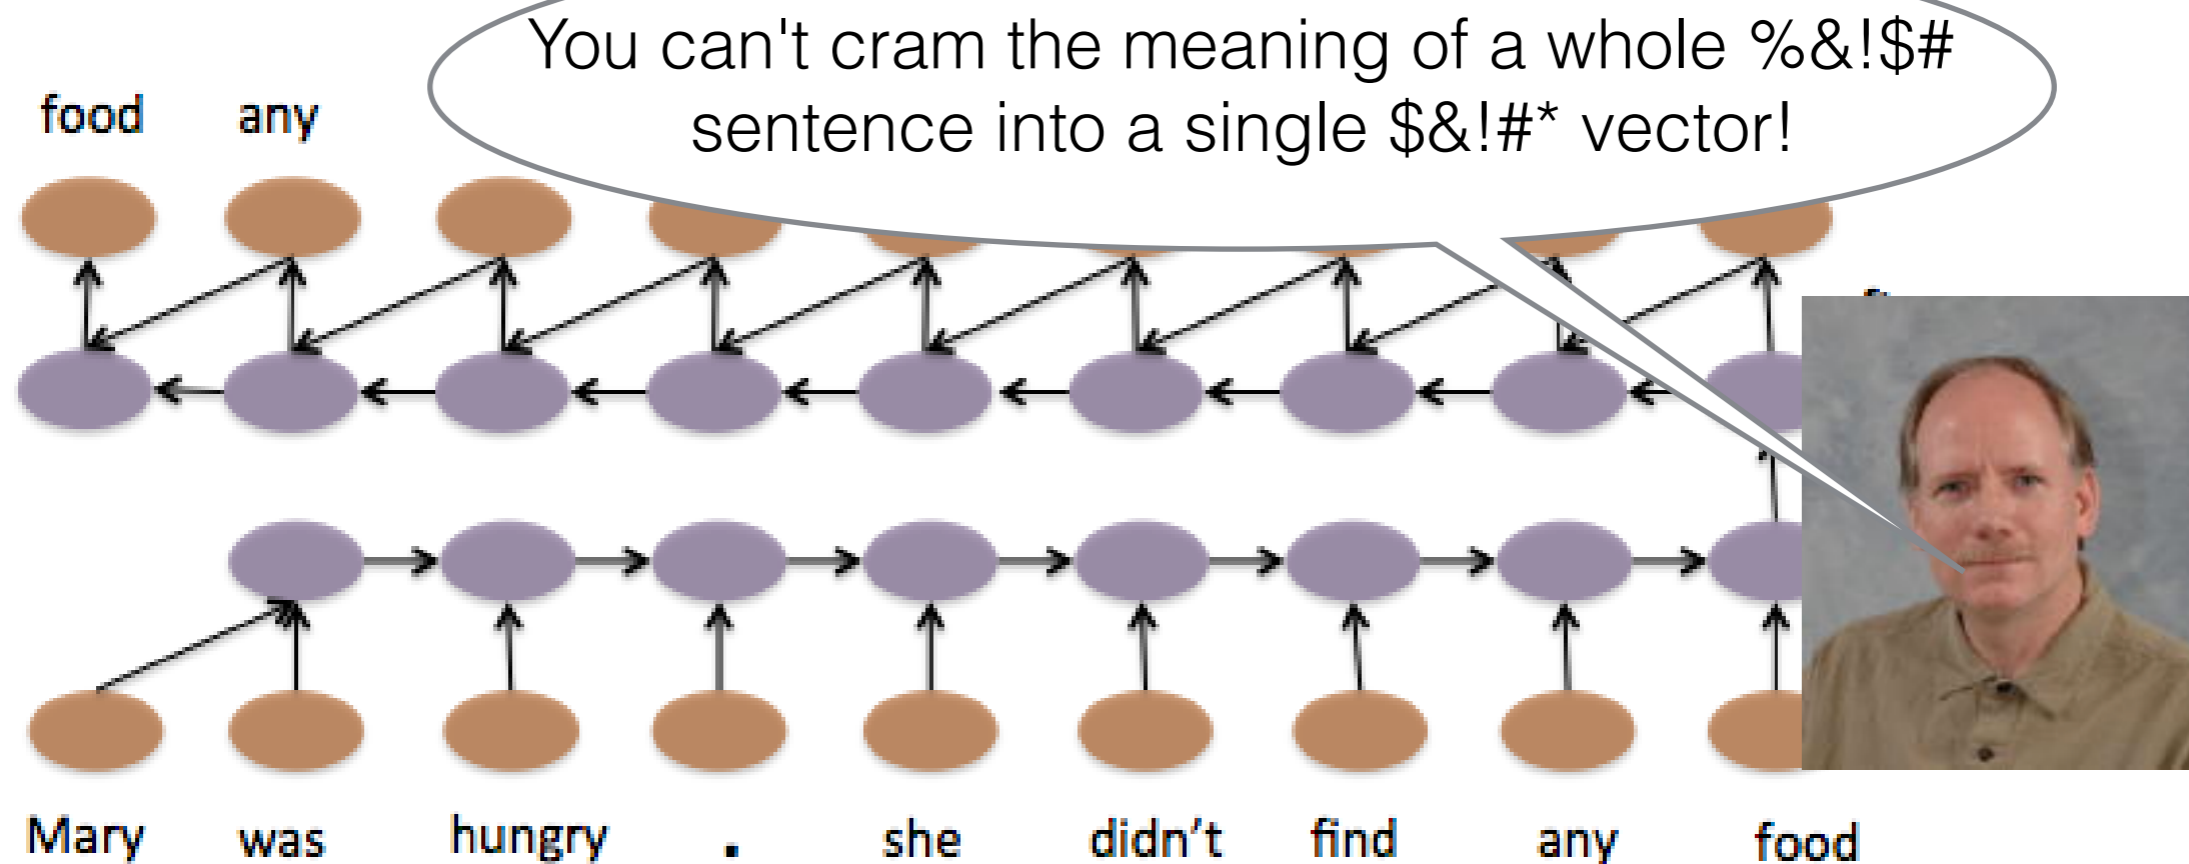 You can't cram the meaning of a whole %&!$#
sentence into a single $&!#* vector!
food any
Mary was hungry . she didn't find any food